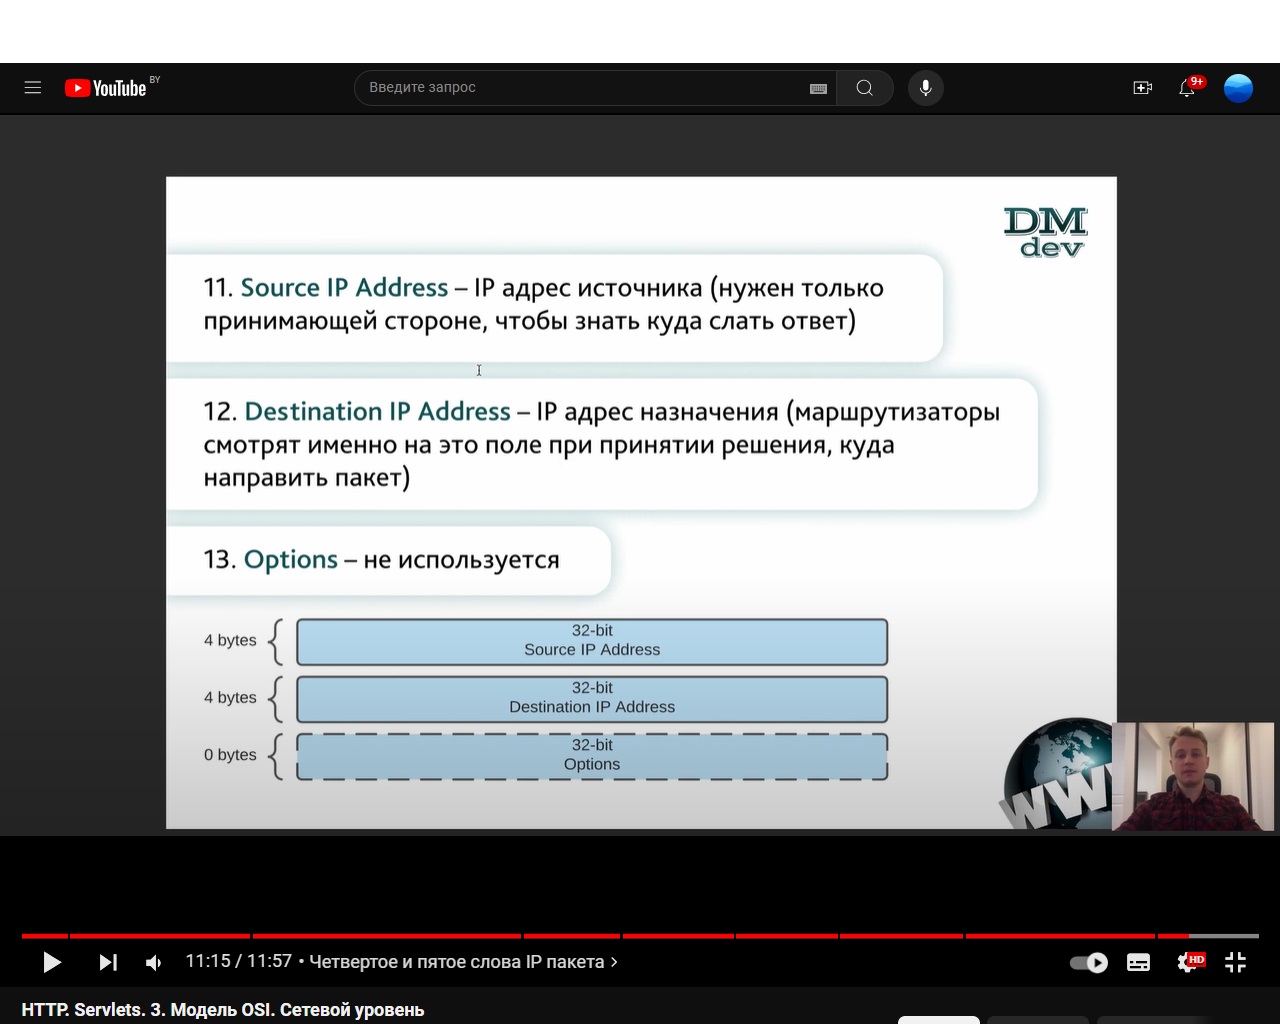 YouTube BY
Введите запрос
9+
DM
dev
11. Source IP Address – IP адрес источника (нужен только
принимающей стороне, чтобы знать куда слать ответ)
12. Destination IP Address – IP адрес назначения (маршрутизаторы
смотрят именно на это поле при принятии решения, куда
направить пакет)
13. Options – не используется
4 bytes
32-bit
Source IP Address
4 bytes
32-bit
Destination IP Address
0 bytes
32-bit
Options
WW
11:15 / 11:57 • Четвертое и пятое слова IP пакета
HD
HTTP. Servlets. 3. Модель OSI. Сетевой уровень